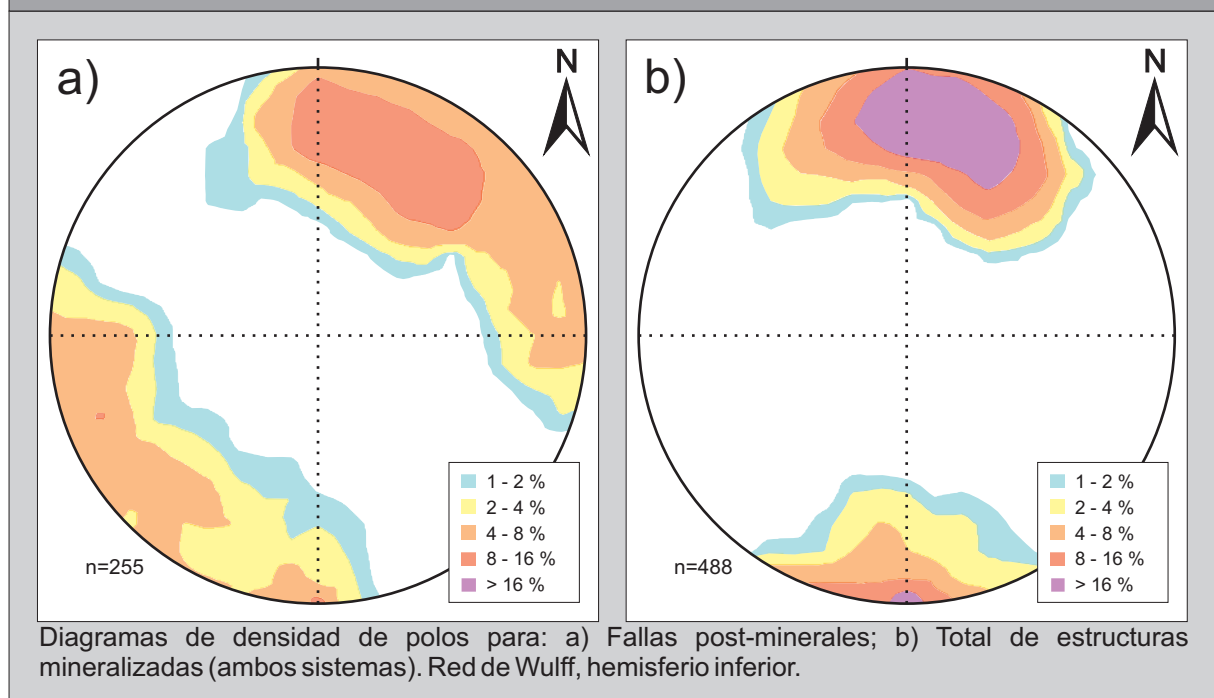 a)
N
1 - 2 %
2 - 4 %
4 - 8 %
8 - 16 %
> 16 %
n=255
b)
N
1 - 2 %
2 - 4 %
4 - 8 %
8 - 16 %
> 16 %
n=488
Diagramas de densidad de polos para: a) Fallas post-minerales; b) Total de estructuras
mineralizadas (ambos sistemas). Red de Wulff, hemisferio inferior.